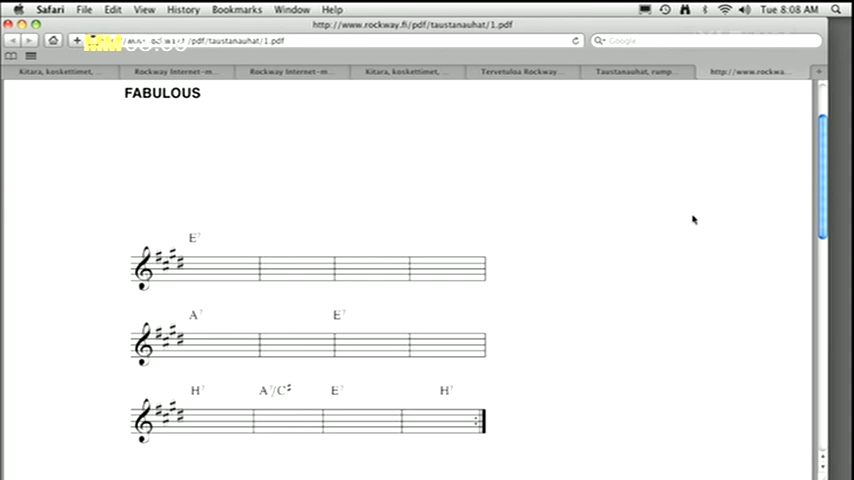 Safari File Edit View History Bookmarks Window Help Tue 8:08 AM
http://www.rockway.fi/pdf/taustanauhat/1.pdf
/pdf/taustanauhat/1.pdf Google
Kitara, koskettimet, ... Rockway Internet-m... Rockway Internet-m... Kitara, koskettimet, ... Tervetuloa Rockway... Taustanauhat, rump... http://www.rockwa...
FABULOUS
E7
A7 E7
H7 A7/C♯ E7 H7